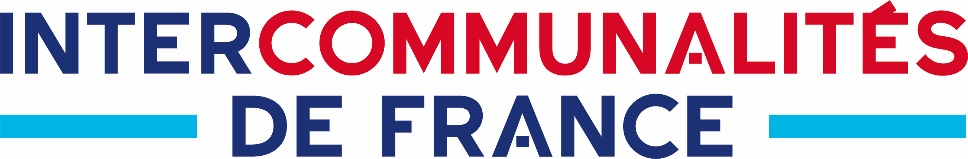 INTERCOMMUNALITÉS
DE FRANCE